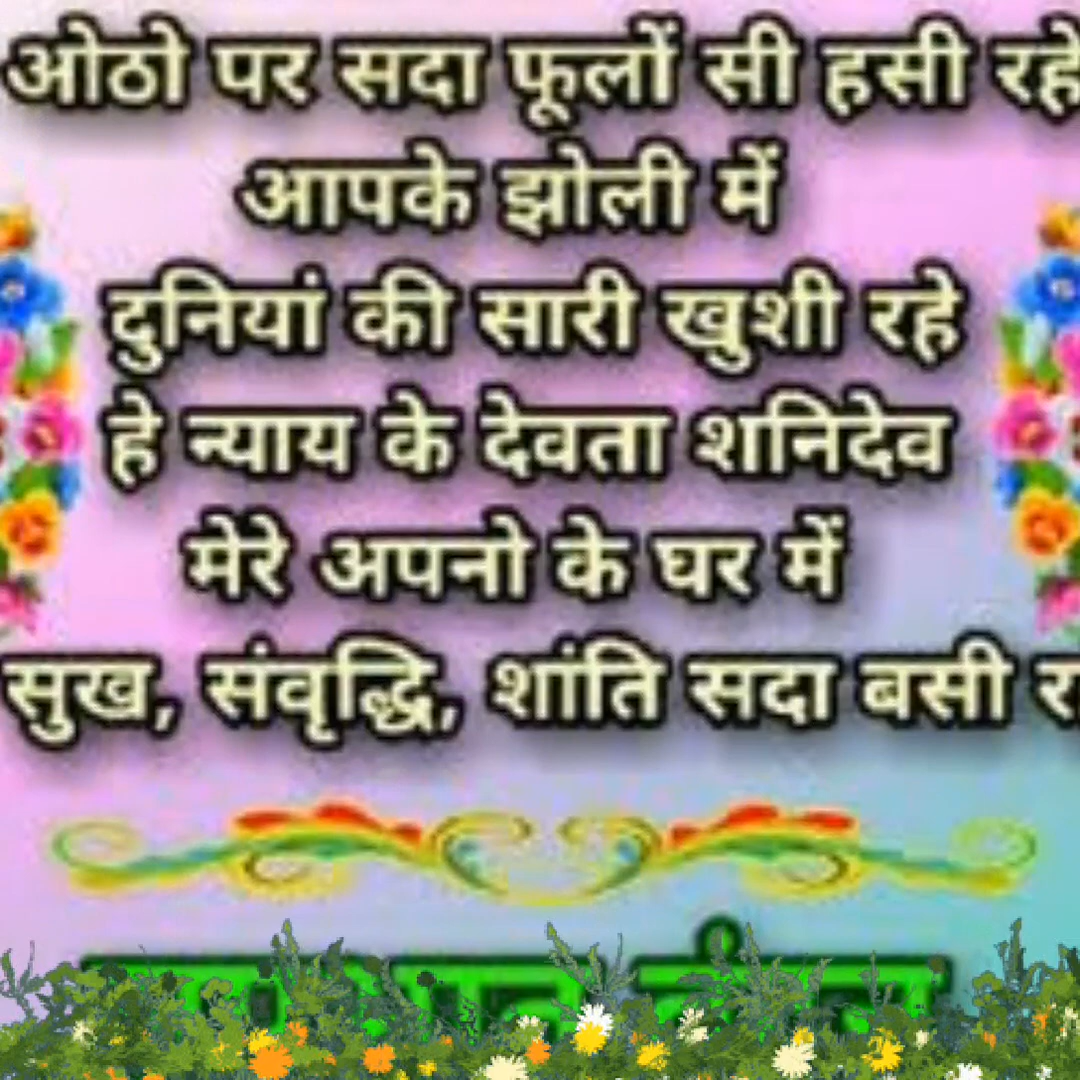 ओठो पर सदा फूलों सी हसी रहे
आपके झोली में
दुनियां की सारी खुशी रहे
हे न्याय के देवता शनिदेव
मेरे अपनो के घर में
सुख, संवृद्धि, शांति सदा बसी